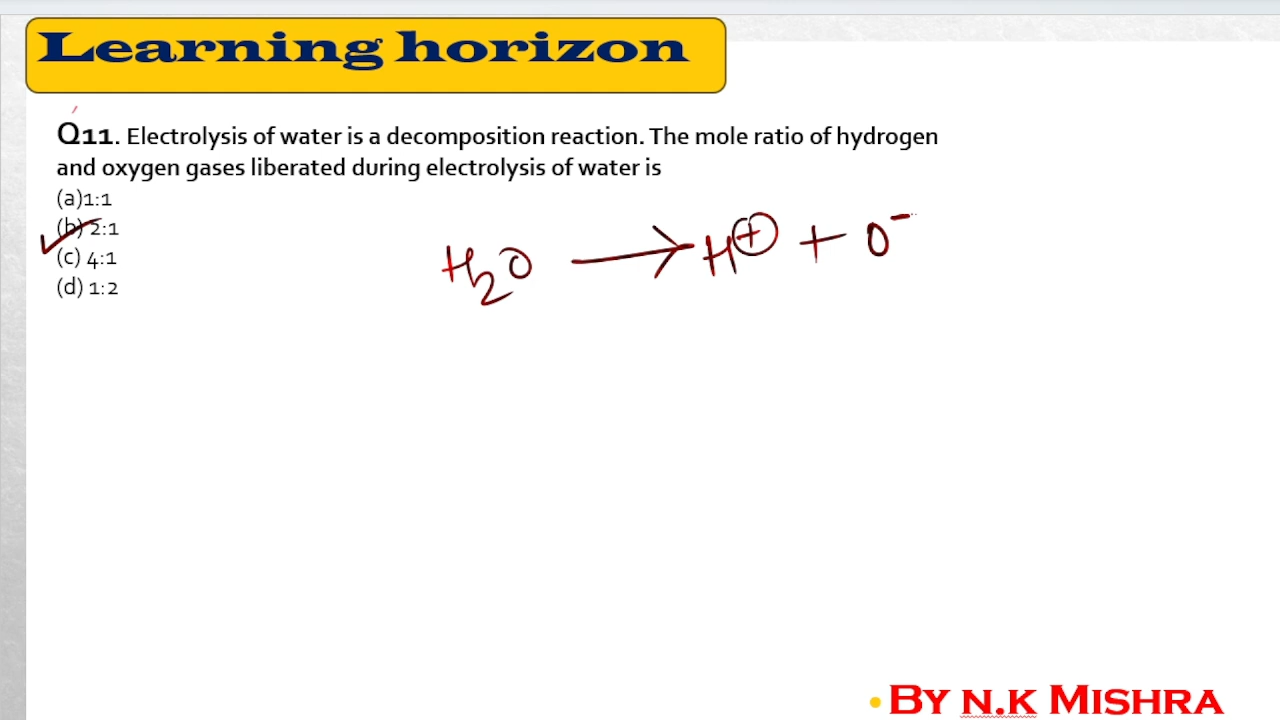 Learning horizon
Q11. Electrolysis of water is a decomposition reaction. The mole ratio of hydrogen
and oxygen gases liberated during electrolysis of water is
(a)1:1
(b) 2:1
(c) 4:1
(d) 1:2
H₂O → H⊕ + O⁻
• BY N.K MISHRA